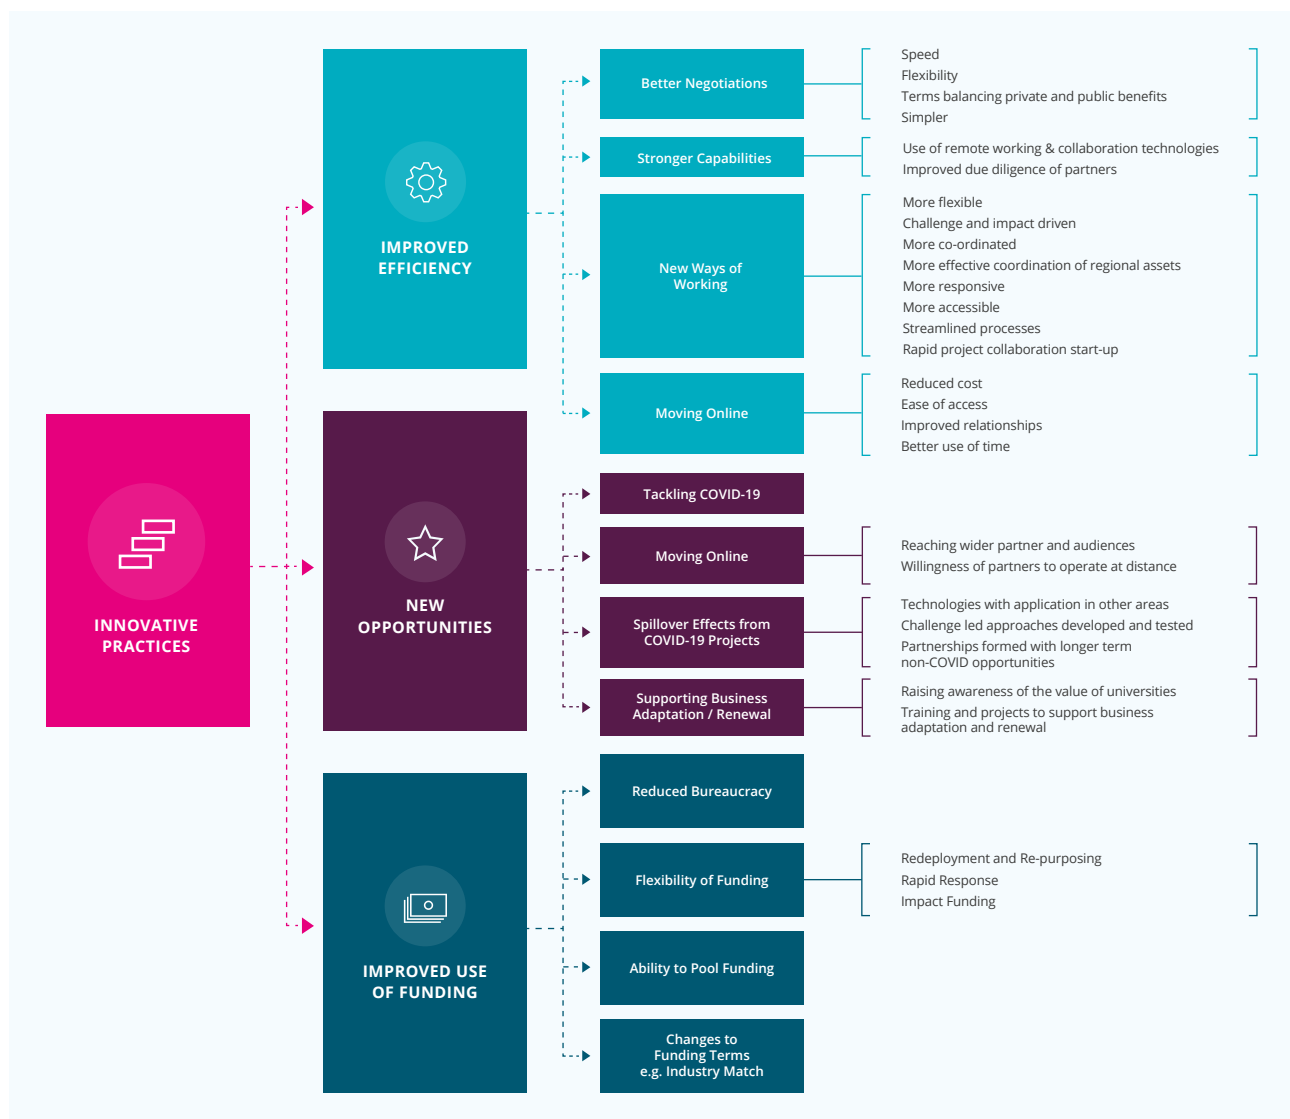 INNOVATIVE
PRACTICES
IMPROVED
EFFICIENCY
Better Negotiations
Speed
Flexibility
Terms balancing private and public benefits
Simpler
Stronger Capabilities
Use of remote working & collaboration technologies
Improved due diligence of partners
New Ways of
Working
More flexible
Challenge and impact driven
More co-ordinated
More effective coordination of regional assets
More responsive
More accessible
Streamlined processes
Rapid project collaboration start-up
Moving Online
Reduced cost
Ease of access
Improved relationships
Better use of time
NEW
OPPORTUNITIES
Tackling COVID-19
Moving Online
Reaching wider partner and audiences
Willingness of partners to operate at distance
Spillover Effects from
COVID-19 Projects
Technologies with application in other areas
Challenge led approaches developed and tested
Partnerships formed with longer term
non-COVID opportunities
Supporting Business
Adaptation / Renewal
Raising awareness of the value of universities
Training and projects to support business
adaptation and renewal
IMPROVED USE
OF FUNDING
Reduced Bureaucracy
Flexibility of Funding
Redeployment and Re-purposing
Rapid Response
Impact Funding
Ability to Pool Funding
Changes to
Funding Terms
e.g. Industry Match